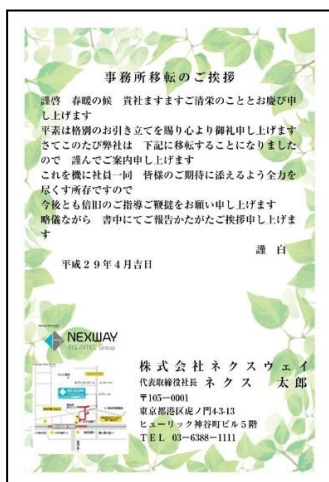 事務所移転のご挨拶
謹啓　春暖の候　貴社ますますご清栄のこととお慶び申
し上げます
平素は格別のお引き立てを賜り心より御礼申し上げます
さてこのたび弊社は　下記に移転することになりました
ので　謹んでご案内申し上げます
これを機に社員一同　皆様のご期待に添えるよう全力を
尽くす所存ですので
今後とも倍旧のご指導ご鞭撻をお願い申し上げます
略儀ながら　書中にてご報告かたがたご挨拶申し上げま
す
謹　白
平成２９年４月吉日
NEXWAY
TIS INTEC Group
株式会社ネクスウェイ
代表取締役社長 ネクス　太郎
〒105－0001
東京都港区虎ノ門4-3-13
ヒューリック神谷町ビル５階
ＴＥＬ 03－6388－1111